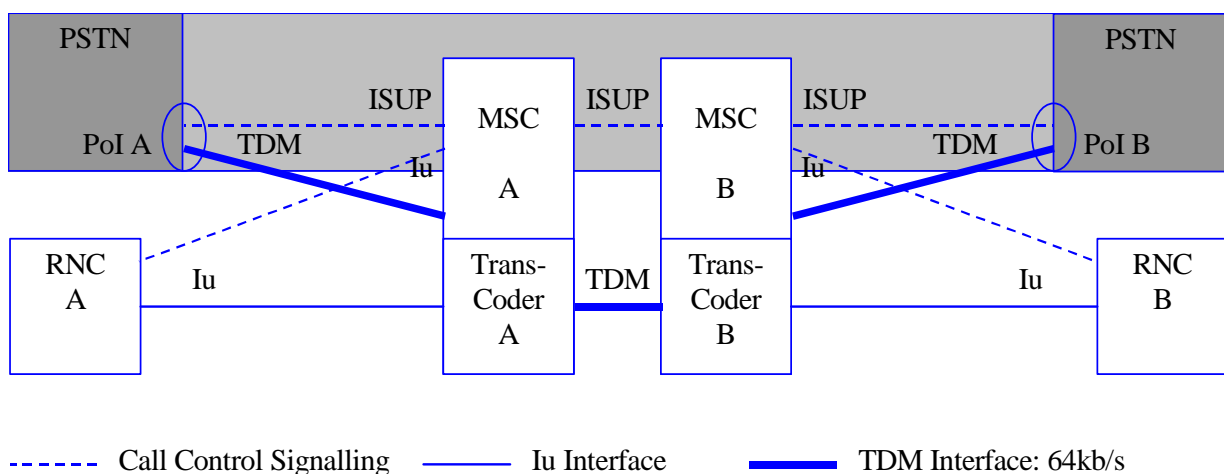 PSTN
PSTN
ISUP
MSC
ISUP
MSC
ISUP
PoI A
TDM
TDM
PoI B
Iu
A
B
Iu
RNC
A
Iu
Trans-
Coder
A
TDM
Trans-
Coder
B
Iu
RNC
B
Call Control Signalling
Iu Interface
TDM Interface: 64kb/s